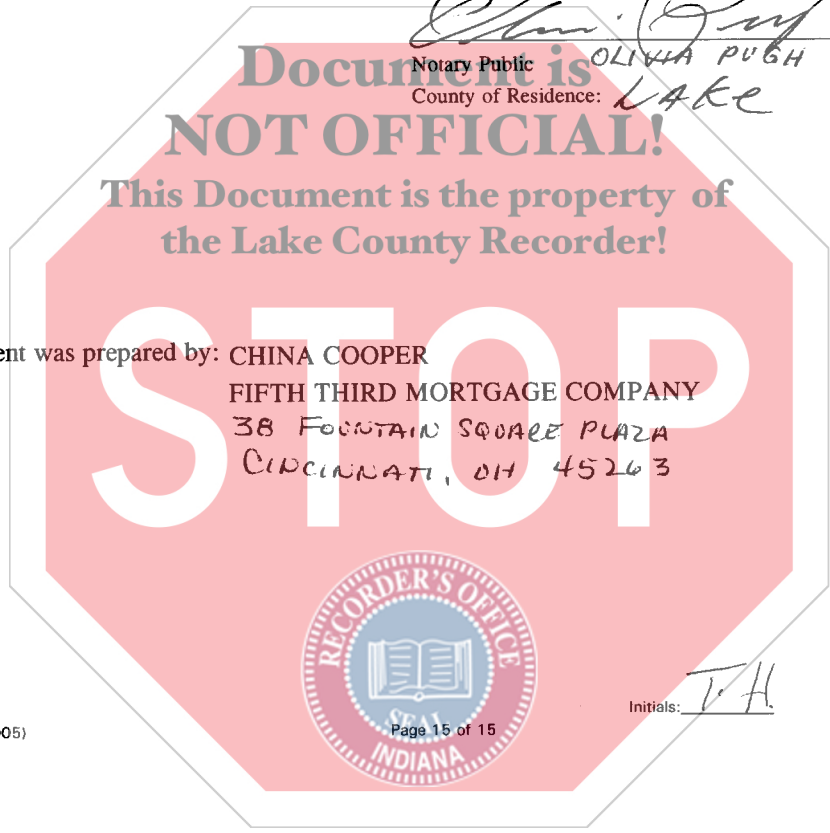 Document is
NOT OFFICIAL!
This Document is the property of
the Lake County Recorder!
STOP
Notary Public OLIVIA PUGH
County of Residence: LAKE
ent was prepared by: CHINA COOPER
FIFTH THIRD MORTGAGE COMPANY
38 FOUNTAIN SQUARE PLAZA
CINCINNATI, OH 45263
RECORDER'S OFFICE
SEAL
INDIANA
Initials: T. H.
05)
Page 15 of 15